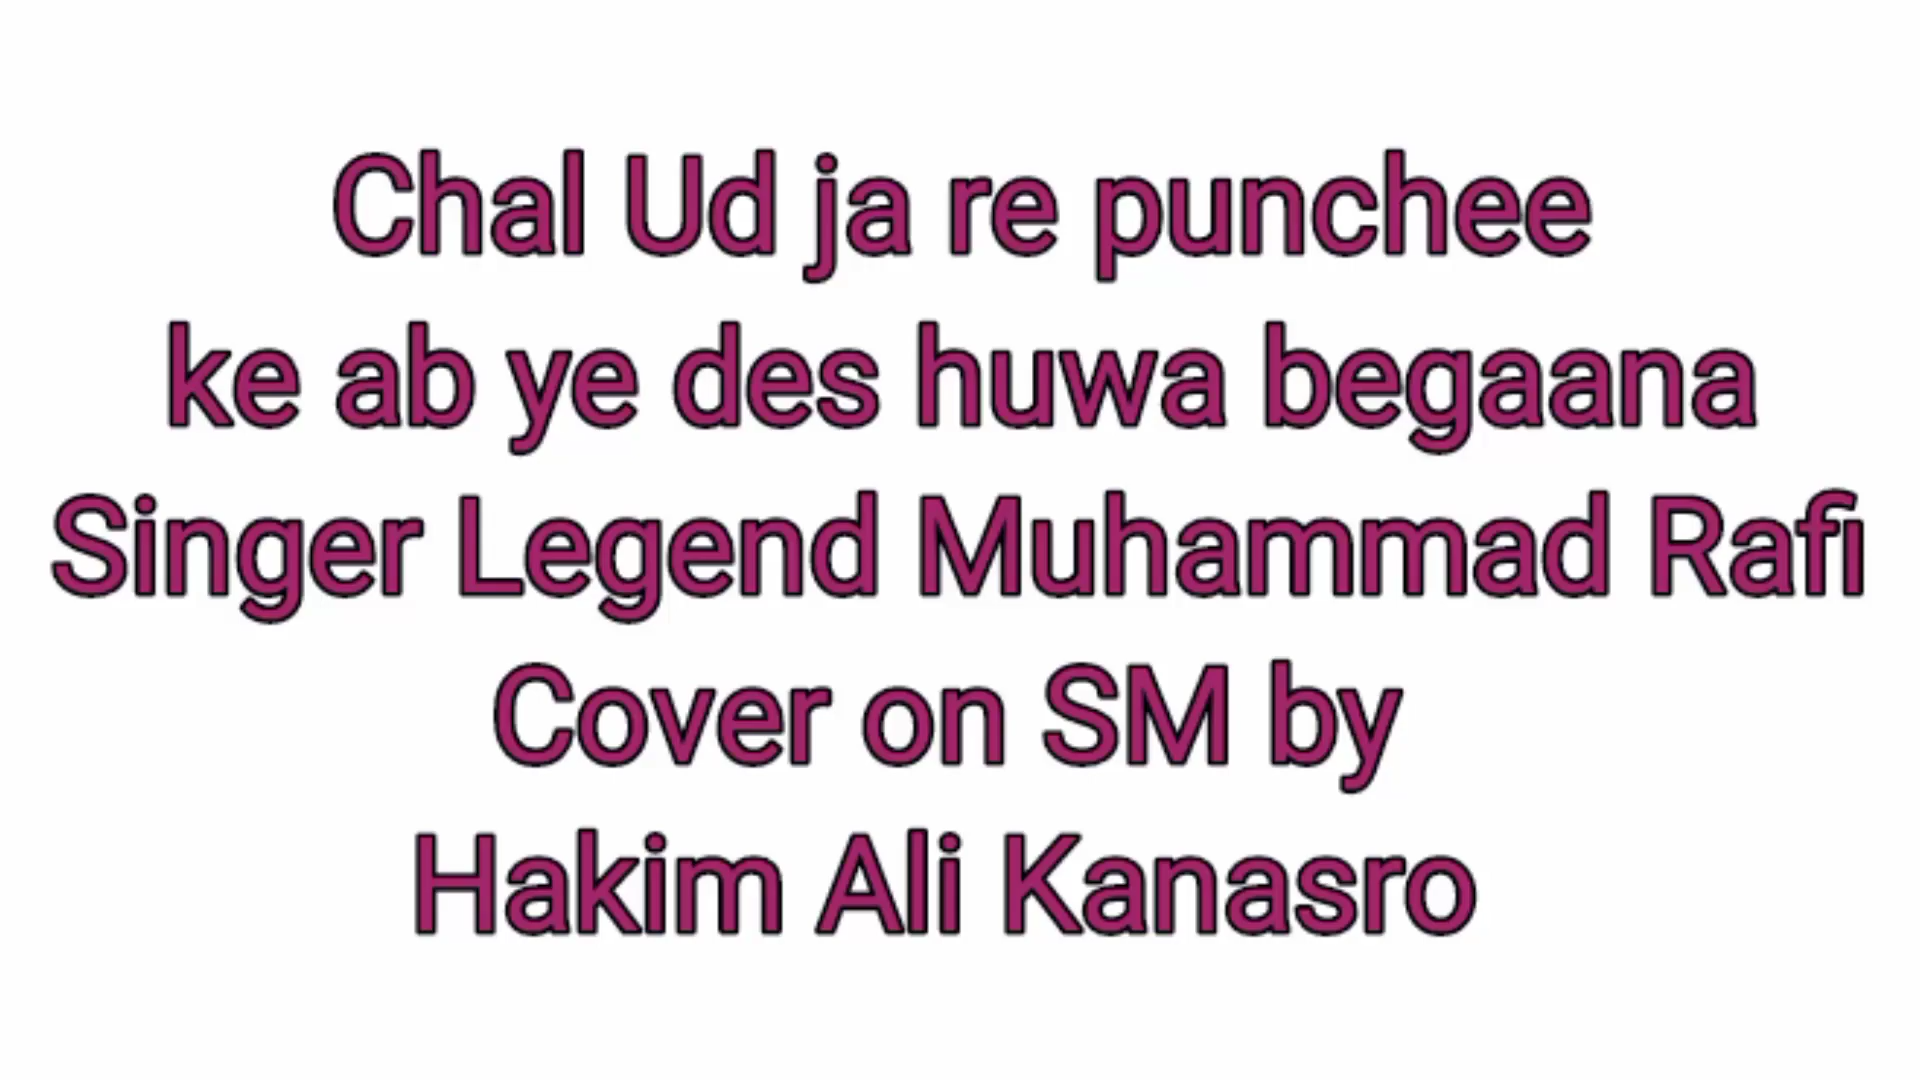 Chal Ud ja re punchee
ke ab ye des huwa begaana
Singer Legend Muhammad Rafi
Cover on SM by
Hakim Ali Kanasro